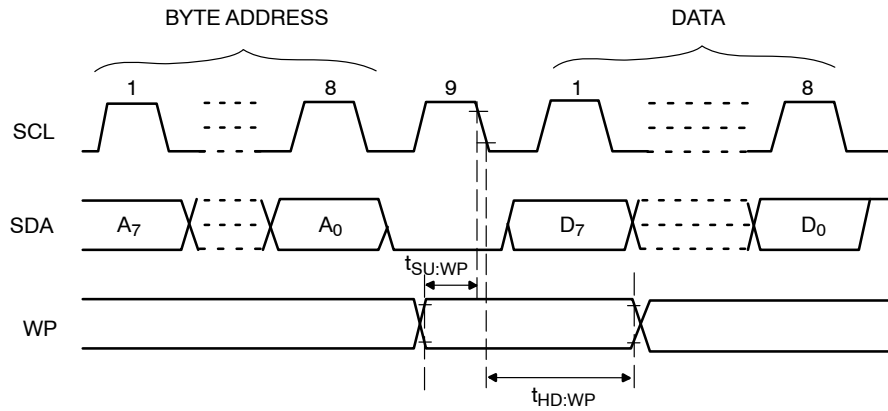 BYTE ADDRESS DATA
1 8 9 1 8
SCL
SDA A7 A0 D7 D0
tSU:WP
WP
tHD:WP